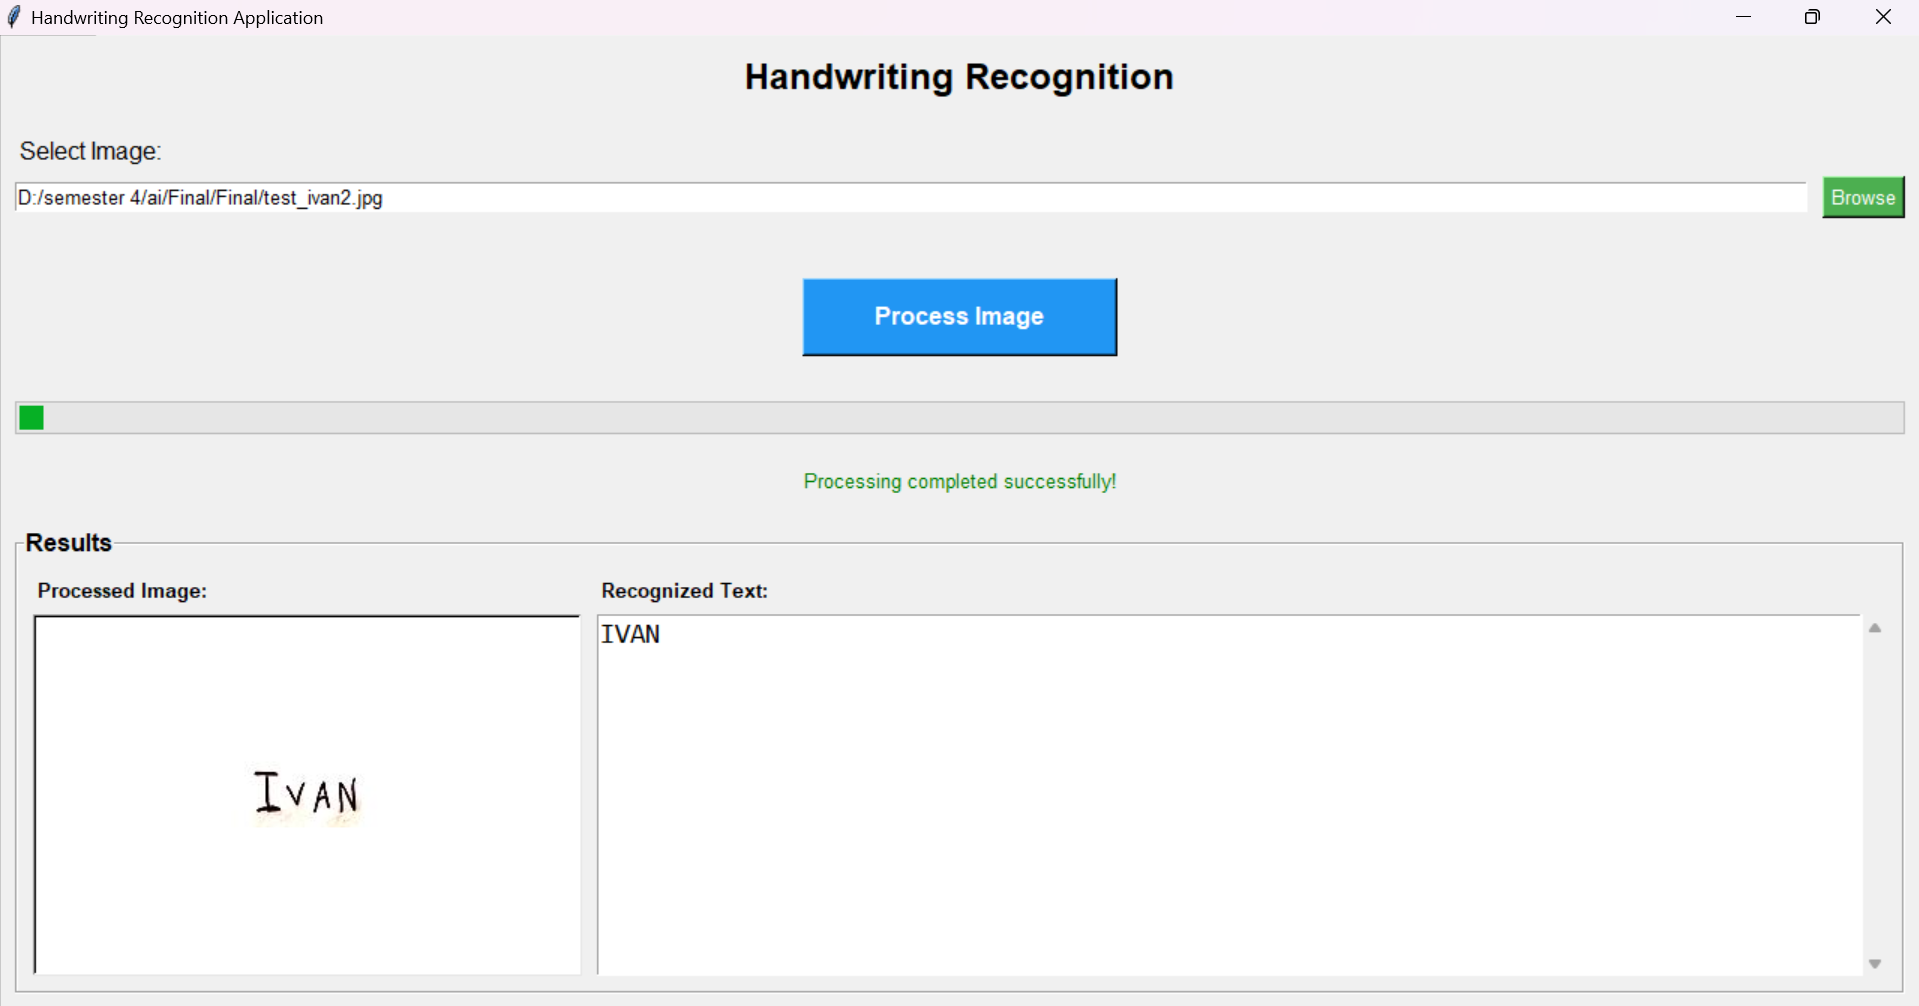 Handwriting Recognition Application
Handwriting Recognition
Select Image:
D:/semester 4/ai/Final/Final/test_ivan2.jpg
Browse
Process Image
Processing completed successfully!
Results
Processed Image:
Recognized Text:
IVAN
IVAN